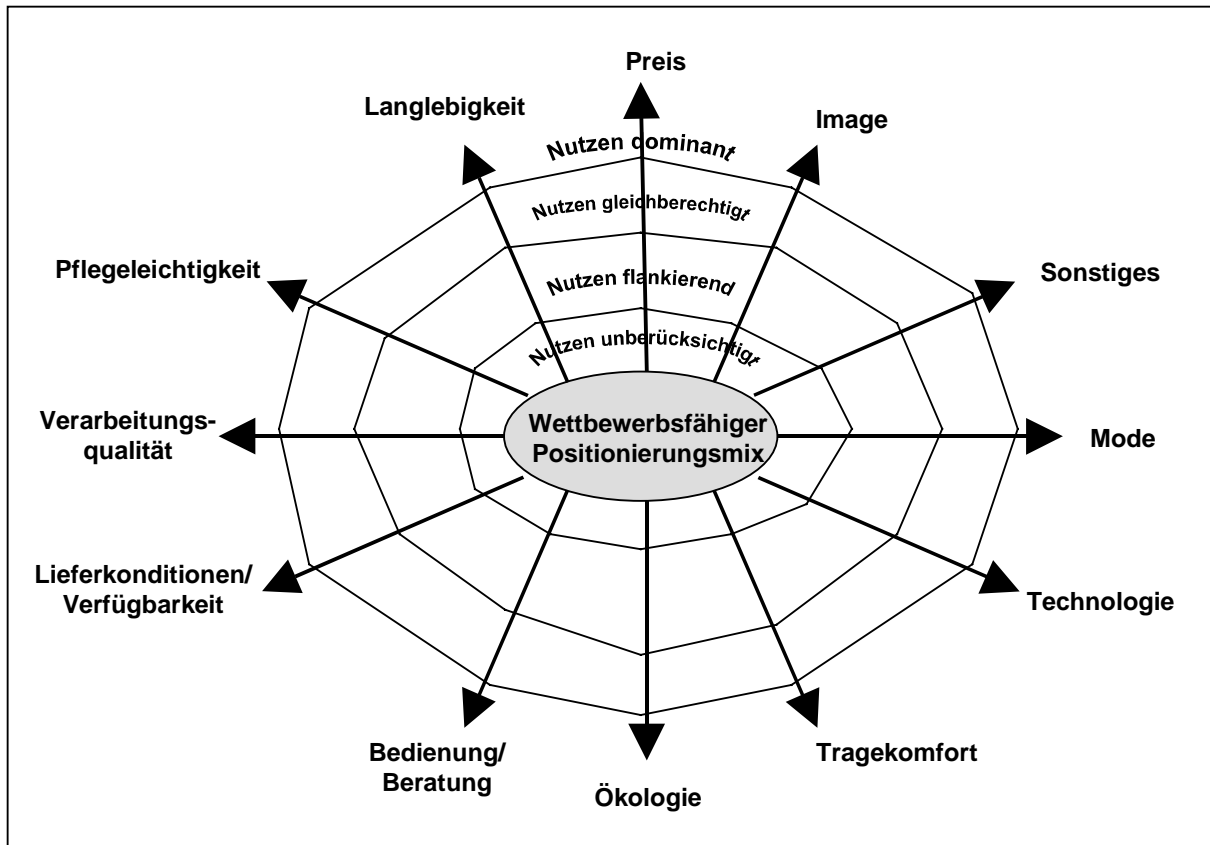 Preis
Langlebigkeit
Image
Nutzen dominant
Nutzen gleichberechtigt
Pflegeleichtigkeit
Sonstiges
Nutzen flankierend
Nutzen unberücksichtigt
Verarbeitungs-
qualität
Wettbewerbsfähiger
Positionierungsmix
Mode
Lieferkonditionen/
Verfügbarkeit
Technologie
Bedienung/
Beratung
Tragekomfort
Ökologie